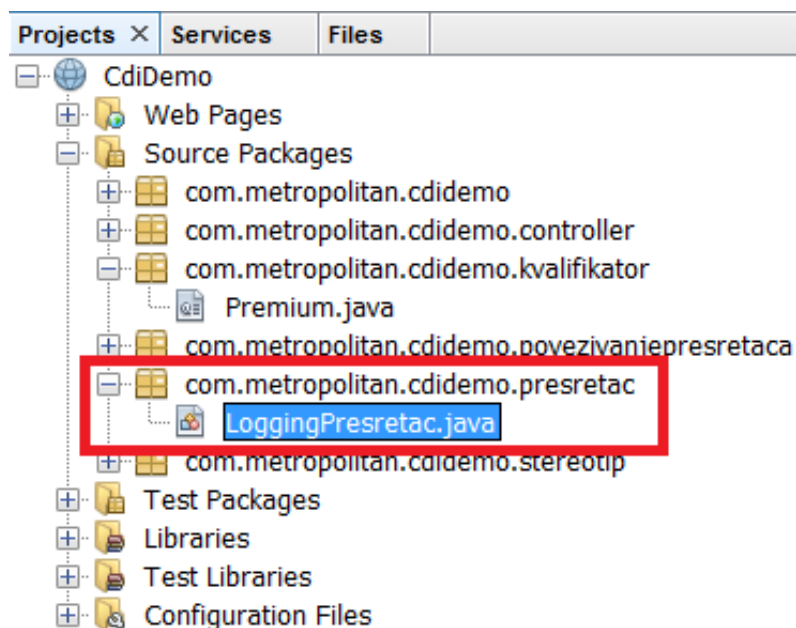 Projects Services Files
CdiDemo
Web Pages
Source Packages
com.metropolitan.cdidemo
com.metropolitan.cdidemo.controller
com.metropolitan.cdidemo.kvalifikator
Premium.java
com.metropolitan.cdidemo.povezivanjepresretaca
com.metropolitan.cdidemo.presretac
LoggingPresretac.java
com.metropolitan.cdidemo.stereotip
Test Packages
Libraries
Test Libraries
Configuration Files